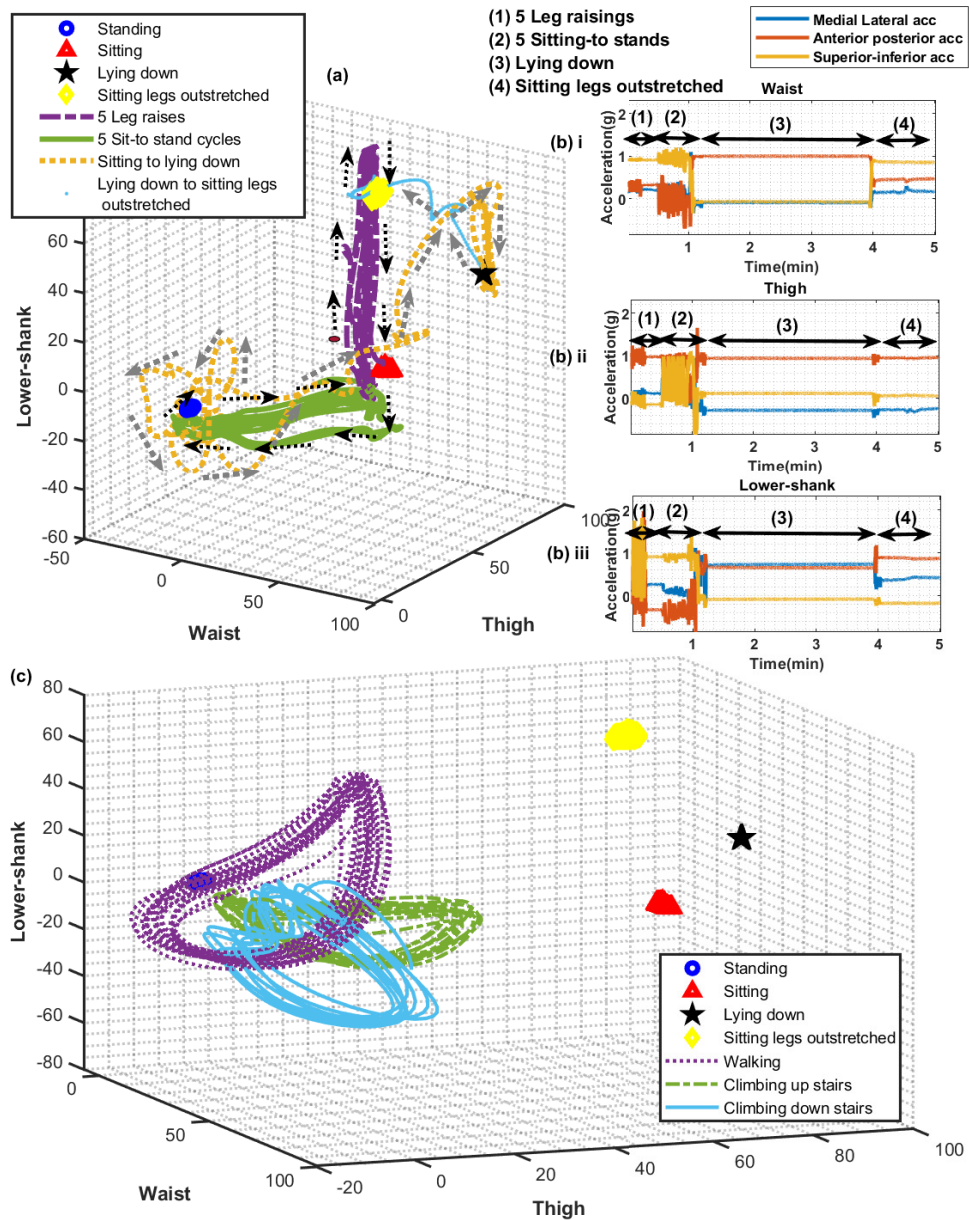 Standing
Sitting
Lying down
Sitting legs outstretched
5 Leg raises
5 Sit-to stand cycles
Sitting to lying down
Lying down to sitting legs
outstretched
(a)
(1) 5 Leg raisings
(2) 5 Sitting-to stands
(3) Lying down
(4) Sitting legs outstretched
Medial Lateral acc
Anterior posterior acc
Superior-inferior acc
60
40
20
0
-20
-40
-60
Lower-shank
-50
0
50
100
Waist
0
50
100
Thigh
(b) i
Waist
(1) (2) (3) (4)
2
1
0
Acceleration(g)
1 2 3 4 5
Time(min)
(b) ii
Thigh
(1) (2) (3) (4)
2
1
0
Acceleration(g)
1 2 3 4 5
Time(min)
(b) iii
Lower-shank
(1) (2) (3) (4)
2
1
0
Acceleration(g)
1 2 3 4 5
Time(min)
(c)
80
60
40
20
0
-20
-40
-60
-80
Lower-shank
0
50
100
Waist
-20
0
20
40
60
80
100
Thigh
Standing
Sitting
Lying down
Sitting legs outstretched
Walking
Climbing up stairs
Climbing down stairs